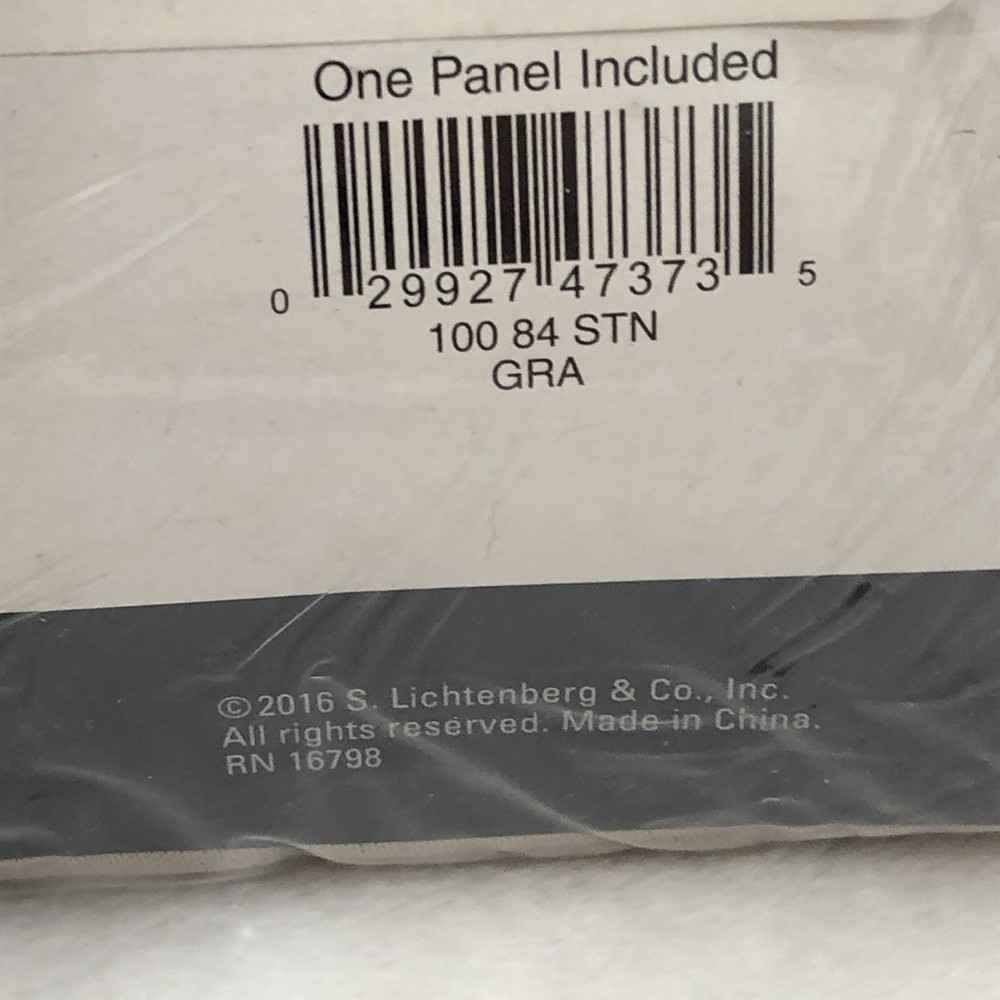 One Panel Included
0 29927 47373 5
100 84 STN
GRA
©2016 S. Lichtenberg & Co., Inc.
All rights reserved. Made in China.
RN 16798